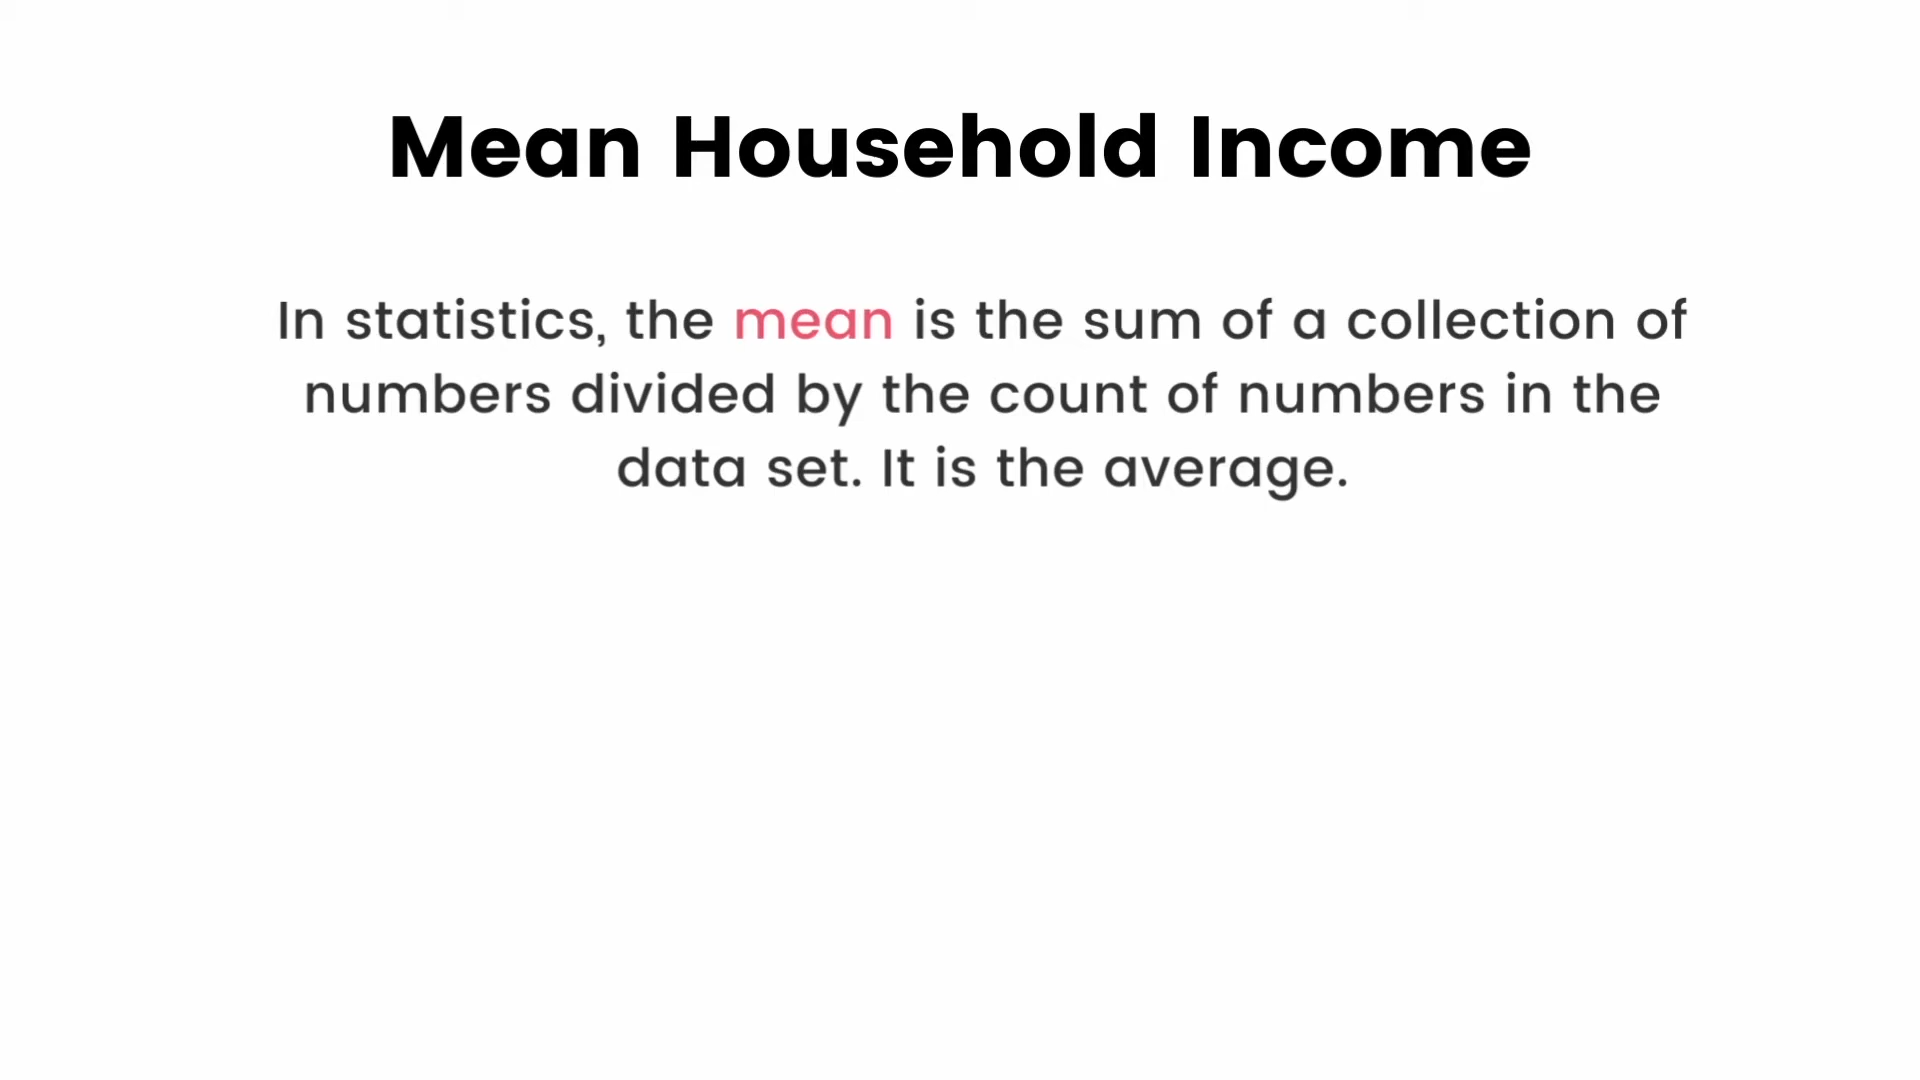 Mean Household Income
In statistics, the mean is the sum of a collection of
numbers divided by the count of numbers in the
data set. It is the average.